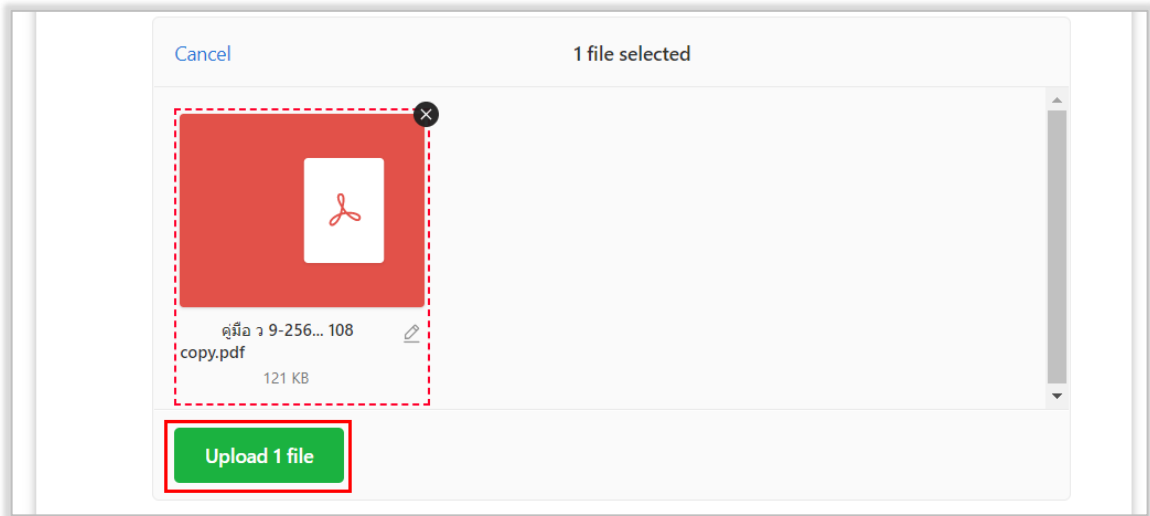 Cancel
1 file selected
คู่มือ ว 9-256... 108
copy.pdf
121 KB
Upload 1 file